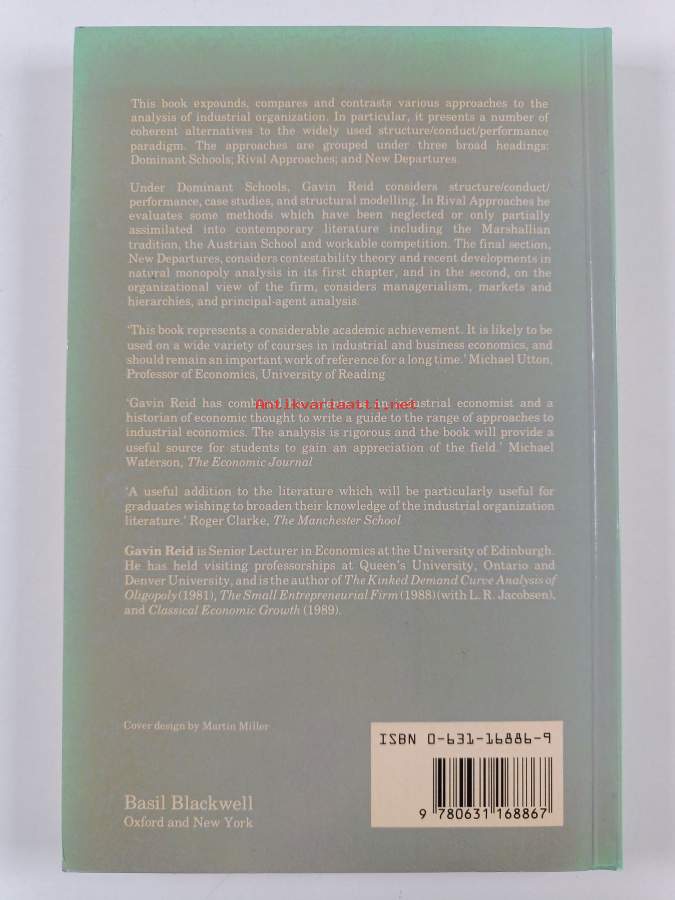 This book expounds, compares and contrasts various approaches to the
analysis of industrial organization. In particular, it presents a number of
coherent alternatives to the widely used structure/conduct/performance
paradigm. The approaches are grouped under three broad headings:
Dominant Schools; Rival Approaches; and New Departures.
Under Dominant Schools, Gavin Reid considers structure/conduct/
performance, case studies, and structural modelling. In Rival Approaches he
evaluates some methods which have been neglected or only partially
assimilated into contemporary literature including the Marshallian
tradition, the Austrian School and workable competition. The final section,
New Departures, considers contestability theory and recent developments in
natural monopoly analysis in its first chapter, and in the second, on the
organizational view of the firm, considers managerialism, markets and
hierarchies, and principal-agent analysis.
'This book represents a considerable academic achievement. It is likely to be
used on a wide variety of courses in industrial and business economics, and
should remain an important work of reference for a long time.' Michael Utton,
Professor of Economics, University of Reading
Antikvariaatti.net
'Gavin Reid has industrial economist and a
historian of economic thought to write a guide to the range of approaches to
industrial economics. The analysis is rigorous and the book will provide a
useful source for students to gain an appreciation of the field.' Michael
Waterson, The Economic Journal
'A useful addition to the literature which will be particularly useful for
graduates wishing to broaden their knowledge of the industrial organization
literature.' Roger Clarke, The Manchester School
Gavin Reid is Senior Lecturer in Economics at the University of Edinburgh.
He has held visiting professorships at Queen's University, Ontario and
Denver University, and is the author of The Kinked Demand Curve Analysis of
Oligopoly (1981), The Small Entrepreneurial Firm (1988) (with L. R. Jacobsen),
and Classical Economic Growth (1989).
Cover design by Martin Miller
ISBN 0-631-16886-9
9 780631 168867
Basil Blackwell
Oxford and New York